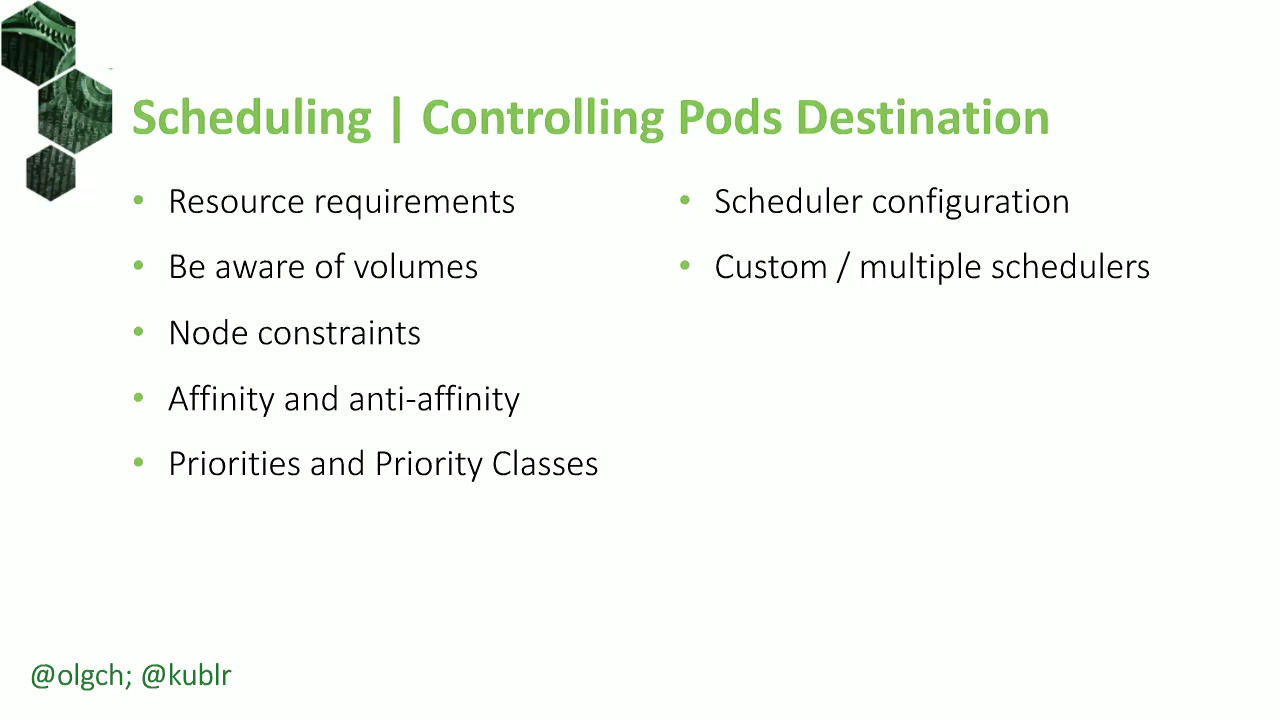 Scheduling | Controlling Pods Destination
• Resource requirements
• Be aware of volumes
• Node constraints
• Affinity and anti-affinity
• Priorities and Priority Classes
• Scheduler configuration
• Custom / multiple schedulers
@olgch; @kublr